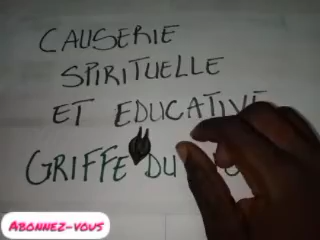 CAUSERIE
SPIRITUELLE
ET EDUCATIVE
GRIFFE DU
ABONNEZ-VOUS